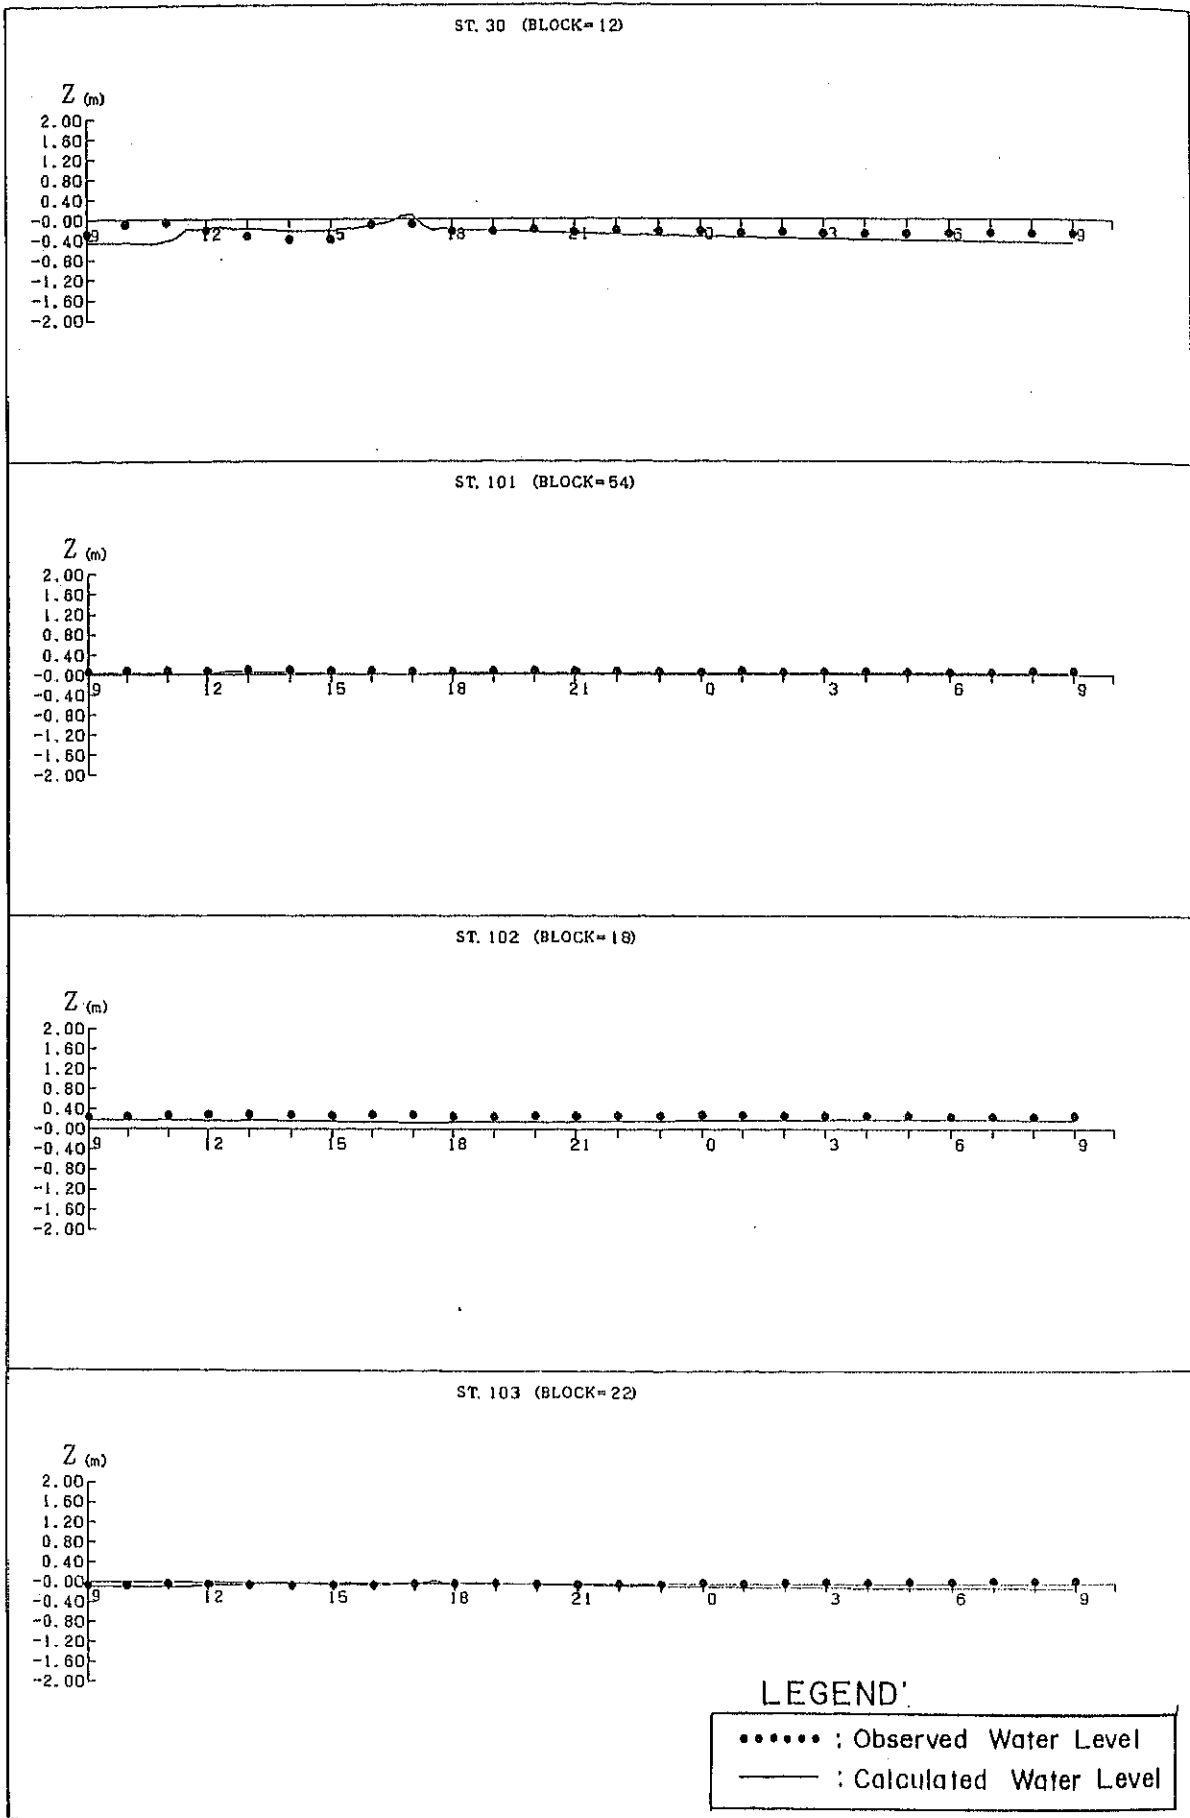 ST. 30 (BLOCK=12)
Z (m)
2.00
1.60
1.20
0.80
0.40
-0.00
-0.40
-0.80
-1.20
-1.60
-2.00
9 12 15 18 21 0 3 6 9
ST. 101 (BLOCK=54)
Z (m)
2.00
1.60
1.20
0.80
0.40
-0.00
-0.40
-0.80
-1.20
-1.60
-2.00
9 12 15 18 21 0 3 6 9
ST. 102 (BLOCK=18)
Z (m)
2.00
1.60
1.20
0.80
0.40
-0.00
-0.40
-0.80
-1.20
-1.60
-2.00
9 12 15 18 21 0 3 6 9
ST. 103 (BLOCK=22)
Z (m)
2.00
1.60
1.20
0.80
0.40
-0.00
-0.40
-0.80
-1.20
-1.60
-2.00
9 12 15 18 21 0 3 6 9
LEGEND
: Observed Water Level
: Calculated Water Level